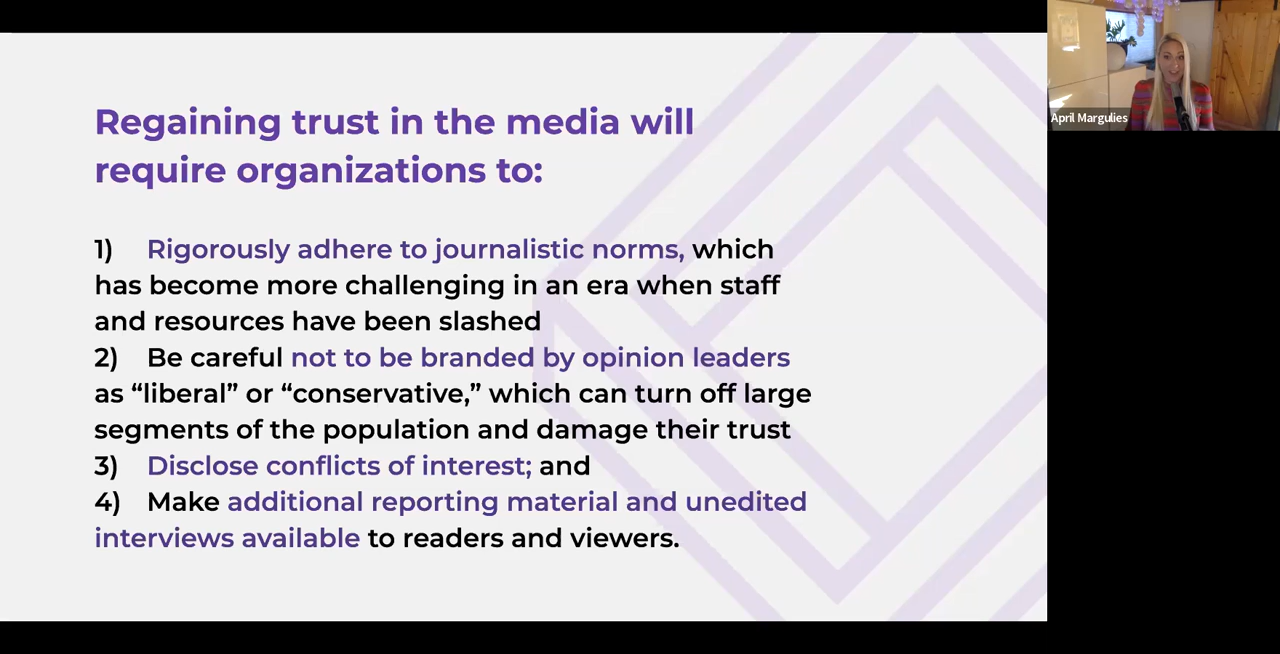 Regaining trust in the media will
require organizations to:
1) Rigorously adhere to journalistic norms, which
has become more challenging in an era when staff
and resources have been slashed
2) Be careful not to be branded by opinion leaders
as “liberal” or “conservative,” which can turn off large
segments of the population and damage their trust
3) Disclose conflicts of interest; and
4) Make additional reporting material and unedited
interviews available to readers and viewers.
April Margulies